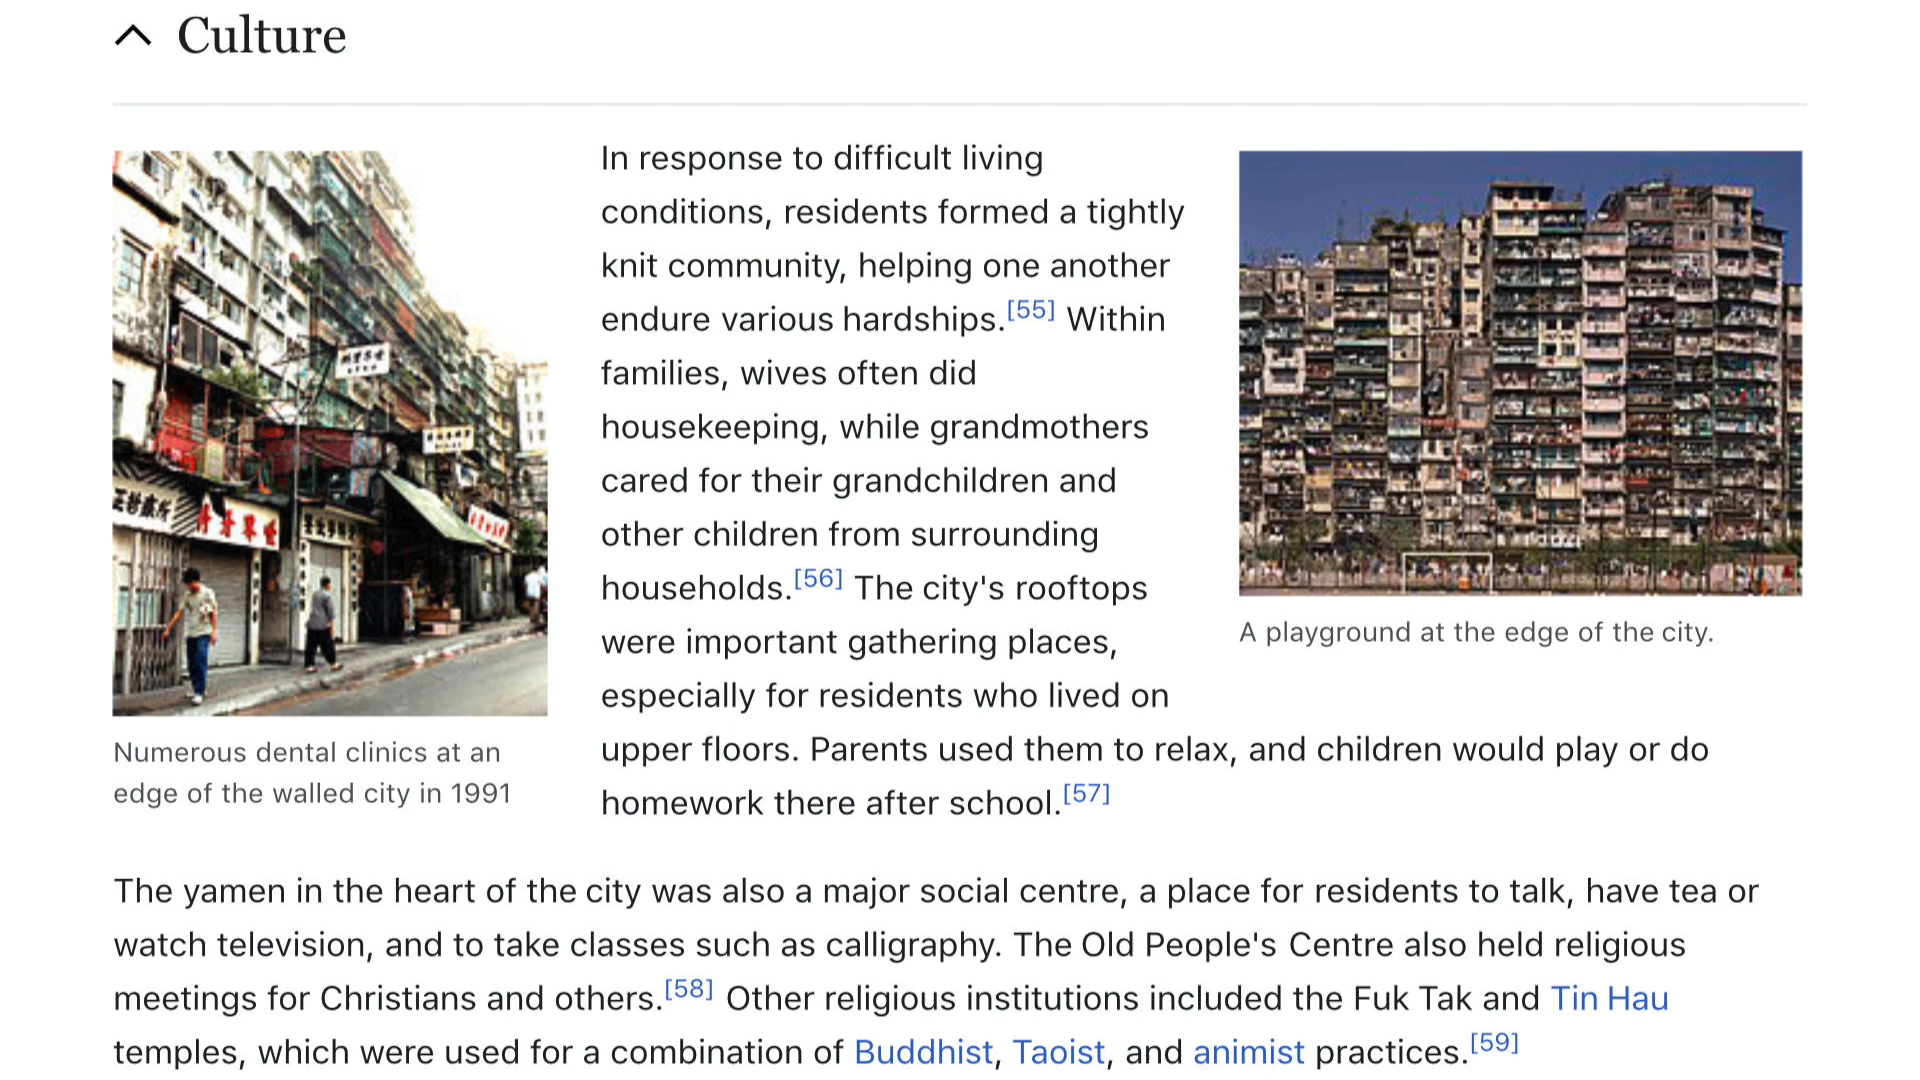 Culture
In response to difficult living
conditions, residents formed a tightly
knit community, helping one another
endure various hardships.[55] Within
families, wives often did
housekeeping, while grandmothers
cared for their grandchildren and
other children from surrounding
households.[56] The city's rooftops
were important gathering places,
especially for residents who lived on
upper floors. Parents used them to relax, and children would play or do
homework there after school.[57]
Numerous dental clinics at an
edge of the walled city in 1991
A playground at the edge of the city.
The yamen in the heart of the city was also a major social centre, a place for residents to talk, have tea or
watch television, and to take classes such as calligraphy. The Old People's Centre also held religious
meetings for Christians and others.[58] Other religious institutions included the Fuk Tak and Tin Hau
temples, which were used for a combination of Buddhist, Taoist, and animist practices.[59]